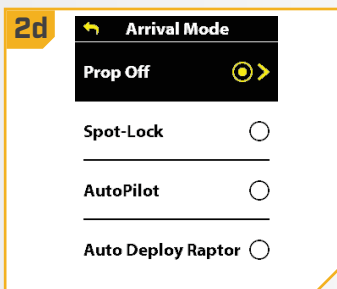 2d
Arrival Mode
Prop Off
Spot-Lock
AutoPilot
Auto Deploy Raptor